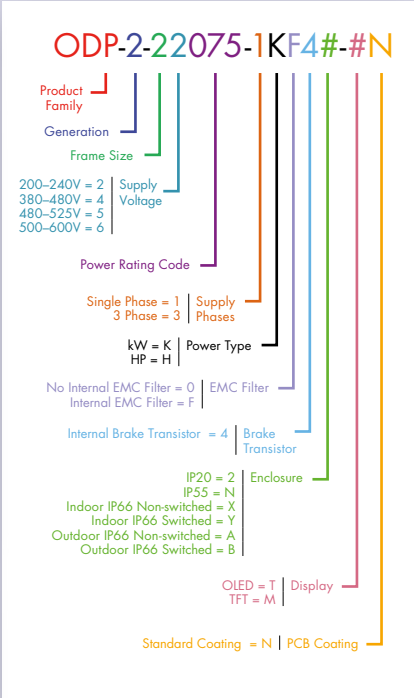 ODP-2-22075-1KF4#-#N
Product
Family
Generation
Frame Size
200–240V = 2 Supply
380–480V = 4 Voltage
480–525V = 5
500–600V = 6
Power Rating Code
Single Phase = 1 Supply
3 Phase = 3 Phases
kW = K Power Type
HP = H
No Internal EMC Filter = 0 EMC Filter
Internal EMC Filter = F
Internal Brake Transistor = 4 Brake
Transistor
IP20 = 2 Enclosure
IP55 = N
Indoor IP66 Non-switched = X
Indoor IP66 Switched = Y
Outdoor IP66 Non-switched = A
Outdoor IP66 Switched = B
OLED = T Display
TFT = M
Standard Coating = N PCB Coating